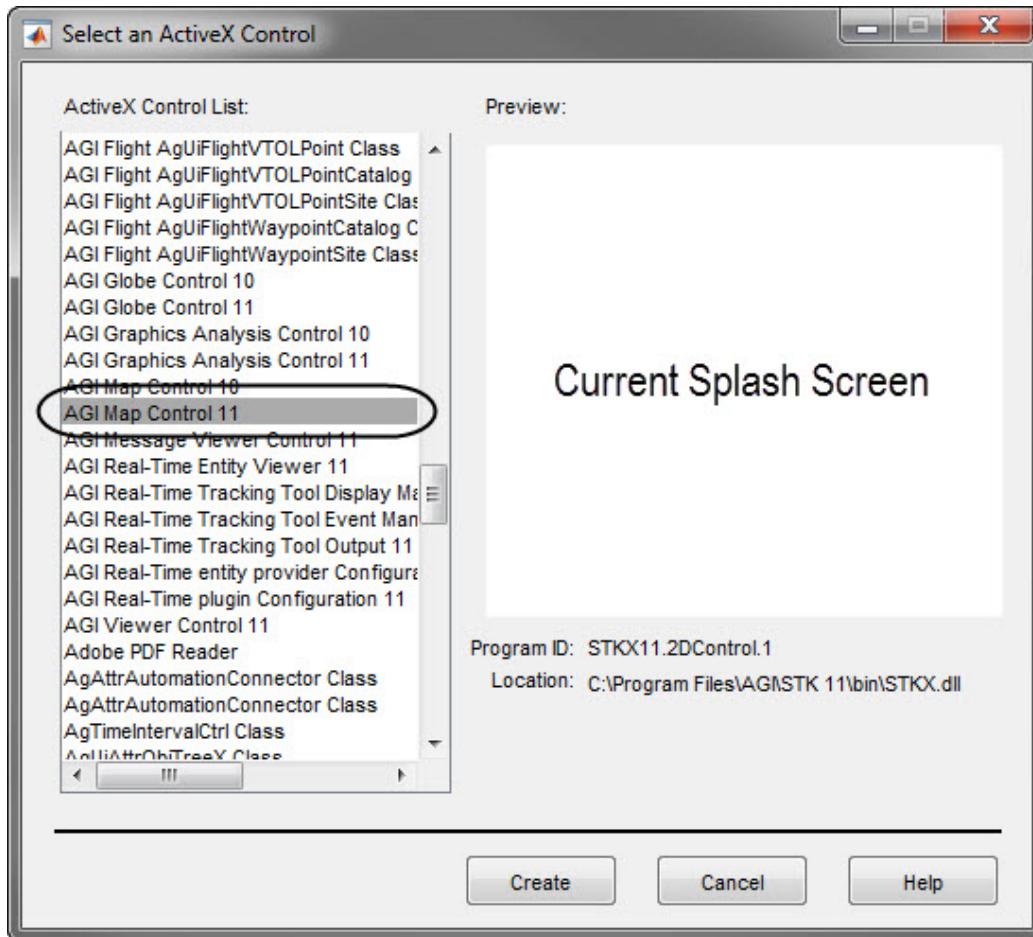 Select an ActiveX Control
ActiveX Control List:
AGI Flight AgUiFlightVTOLPoint Class
AGI Flight AgUiFlightVTOLPointCatalog
AGI Flight AgUiFlightVTOLPointSite Clas
AGI Flight AgUiFlightWaypointCatalog C
AGI Flight AgUiFlightWaypointSite Class
AGI Globe Control 10
AGI Globe Control 11
AGI Graphics Analysis Control 10
AGI Graphics Analysis Control 11
AGI Map Control 10
AGI Map Control 11
AGI Message Viewer Control 11
AGI Real-Time Entity Viewer 11
AGI Real-Time Tracking Tool Display Ma
AGI Real-Time Tracking Tool Event Man
AGI Real-Time Tracking Tool Output 11
AGI Real-Time entity provider Configura
AGI Real-Time plugin Configuration 11
AGI Viewer Control 11
Adobe PDF Reader
AgAttrAutomationConnector Class
AgAttrAutomationConnector Class
AgTimeIntervalCtrl Class
AgUiAttrObjTreeX Class
Preview:
Current Splash Screen
Program ID: STKX11.2DControl.1
Location: C:\Program Files\AGI\STK 11\bin\STKX.dll
Create
Cancel
Help